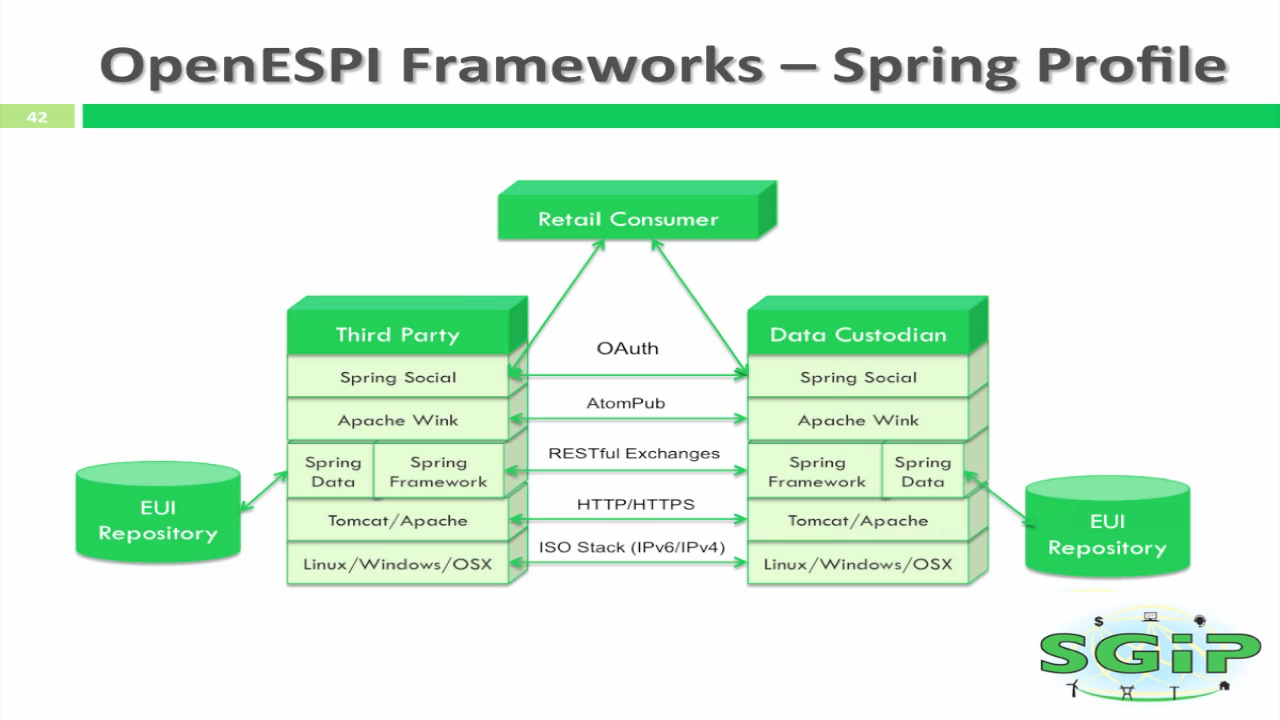 OpenESPI Frameworks – Spring Profile
42
Retail Consumer
Third Party
Spring Social
Apache Wink
Spring
Data
Spring
Framework
Tomcat/Apache
Linux/Windows/OSX
EUI
Repository
OAuth
AtomPub
RESTful Exchanges
HTTP/HTTPS
ISO Stack (IPv6/IPv4)
Data Custodian
Spring Social
Apache Wink
Spring
Framework
Spring
Data
Tomcat/Apache
Linux/Windows/OSX
EUI
Repository
$
SGiP